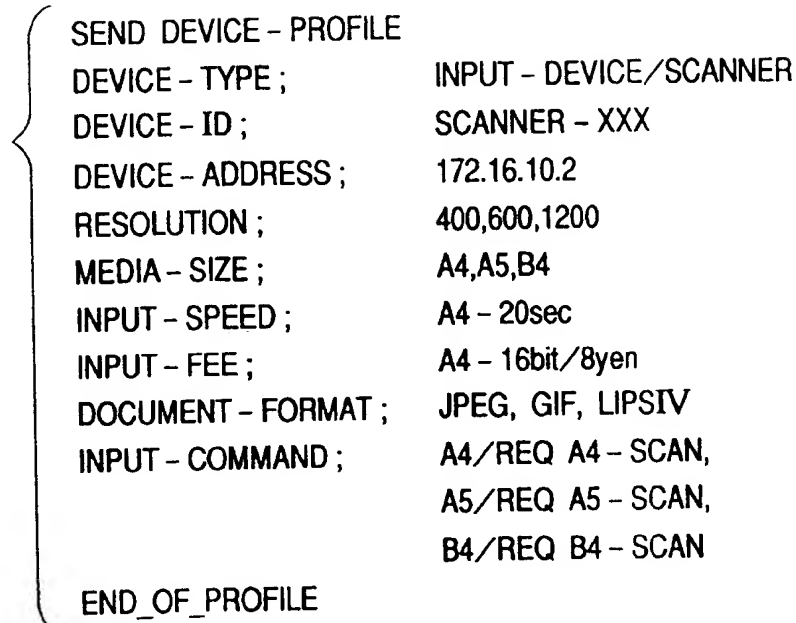 SEND DEVICE - PROFILE
DEVICE - TYPE ; INPUT - DEVICE/SCANNER
DEVICE - ID ; SCANNER - XXX
DEVICE - ADDRESS ; 172.16.10.2
RESOLUTION ; 400,600,1200
MEDIA - SIZE ; A4,A5,B4
INPUT - SPEED ; A4 - 20sec
INPUT - FEE ; A4 - 16bit/8yen
DOCUMENT - FORMAT ; JPEG, GIF, LIPSIV
INPUT - COMMAND ; A4/REQ A4 - SCAN,
A5/REQ A5 - SCAN,
B4/REQ B4 - SCAN
END_OF_PROFILE